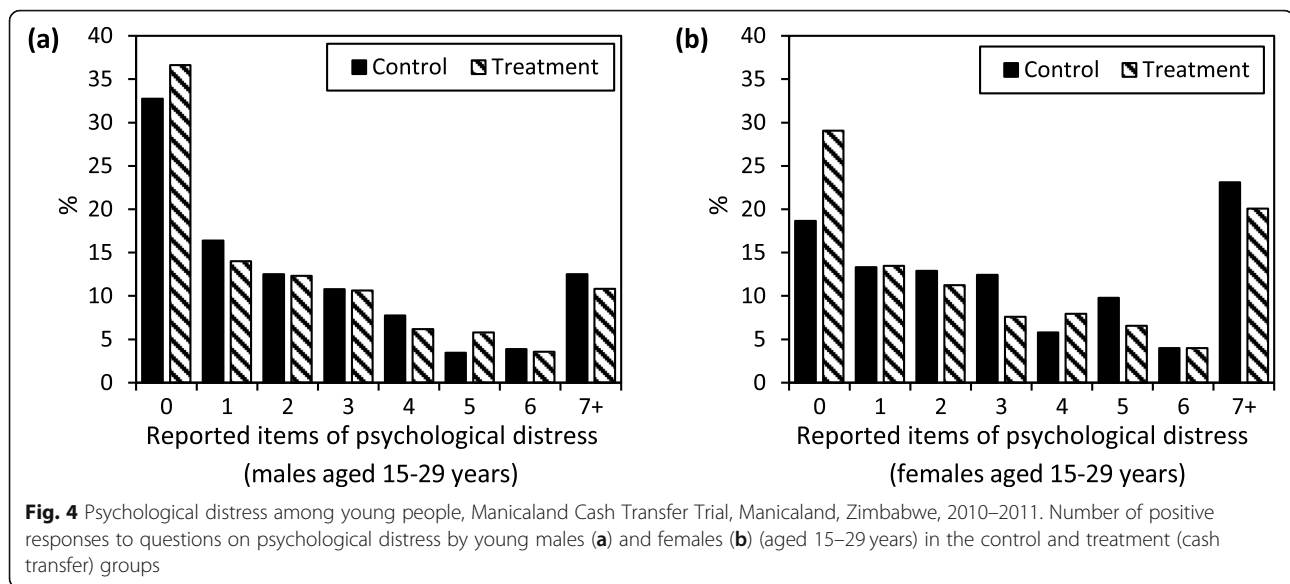 (a)
40
35
30
25
20
15
10
5
0
%
Control Treatment
0 1 2 3 4 5 6 7+
Reported items of psychological distress
(males aged 15-29 years)
(b)
40
35
30
25
20
15
10
5
0
%
Control Treatment
0 1 2 3 4 5 6 7+
Reported items of psychological distress
(females aged 15-29 years)
Fig. 4 Psychological distress among young people, Manicaland Cash Transfer Trial, Manicaland, Zimbabwe, 2010–2011. Number of positive
responses to questions on psychological distress by young males (a) and females (b) (aged 15–29 years) in the control and treatment (cash
transfer) groups